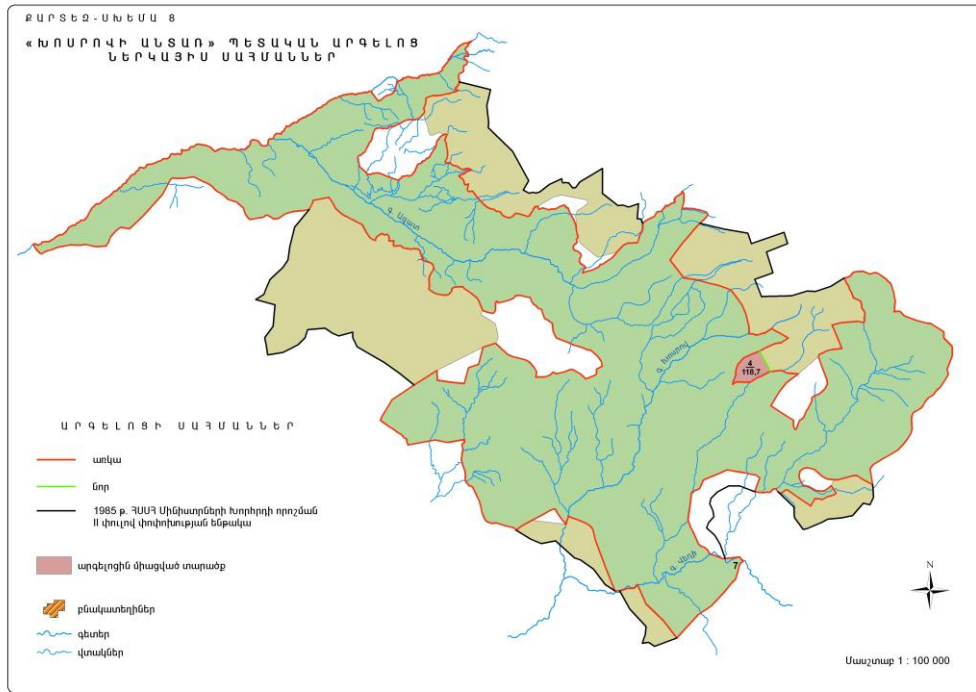 ՔԱՐՏԵԶ-ՍԽԵՄԱ 8
«ԽՈՍՐՈՎԻ ԱՆՏԱՌ» ՊԵՏԱԿԱՆ ԱՐԳԵԼՈՑ
ՆԵՐԿԱՅԻՍ ՍԱՀՄԱՆՆԵՐ
գ. Ազատ
գ. Խոսրով
4
118,7
գ. Վեդի
7
ԱՐԳԵԼՈՑԻ ՍԱՀՄԱՆՆԵՐ
առկա
նոր
1985 թ. ՀՍՍՀ Մինիստրների Խորհրդի որոշման
II փուլով փոփոխության ենթակա
արգելոցին միացված տարածք
բնակատեղիներ
գետեր
վտակներ
N
Մասշտաբ 1 : 100 000